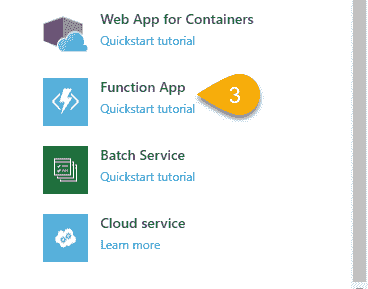 Web App for Containers
Quickstart tutorial
Function App
Quickstart tutorial
3
Batch Service
Quickstart tutorial
Cloud service
Learn more